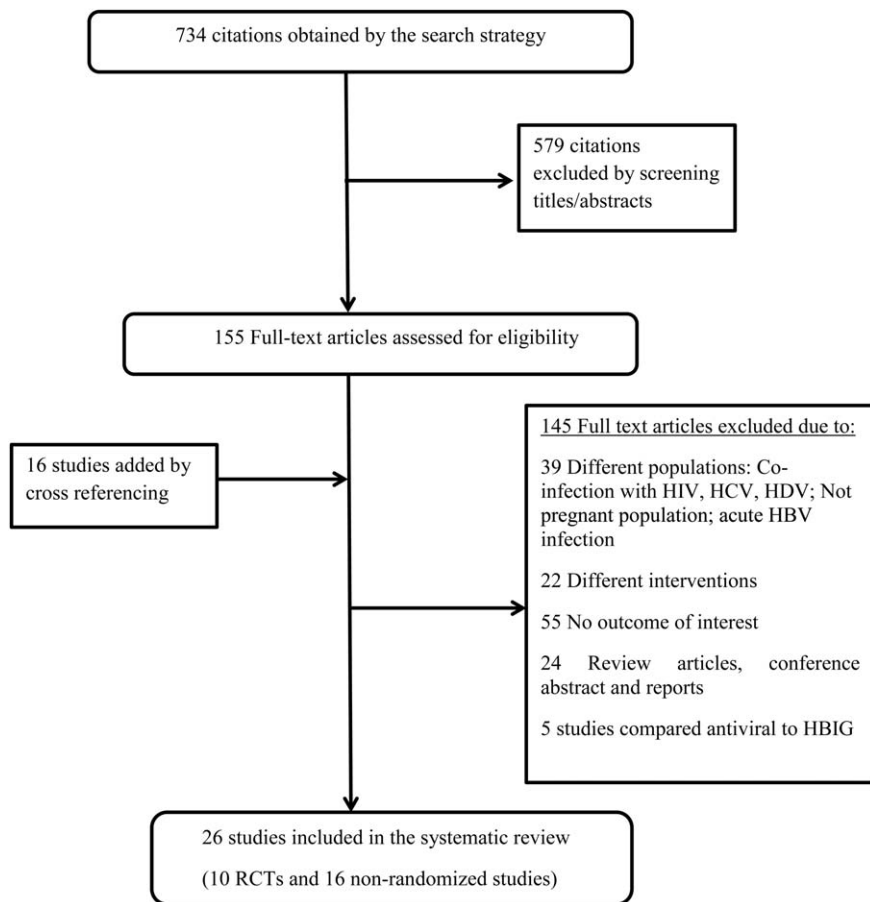 734 citations obtained by the search strategy
579 citations
excluded by screening
titles/abstracts
155 Full-text articles assessed for eligibility
16 studies added by
cross referencing
145 Full text articles excluded due to:
39 Different populations: Co-
infection with HIV, HCV, HDV; Not
pregnant population; acute HBV
infection
22 Different interventions
55 No outcome of interest
24 Review articles, conference
abstract and reports
5 studies compared antiviral to HBIG
26 studies included in the systematic review
(10 RCTs and 16 non-randomized studies)